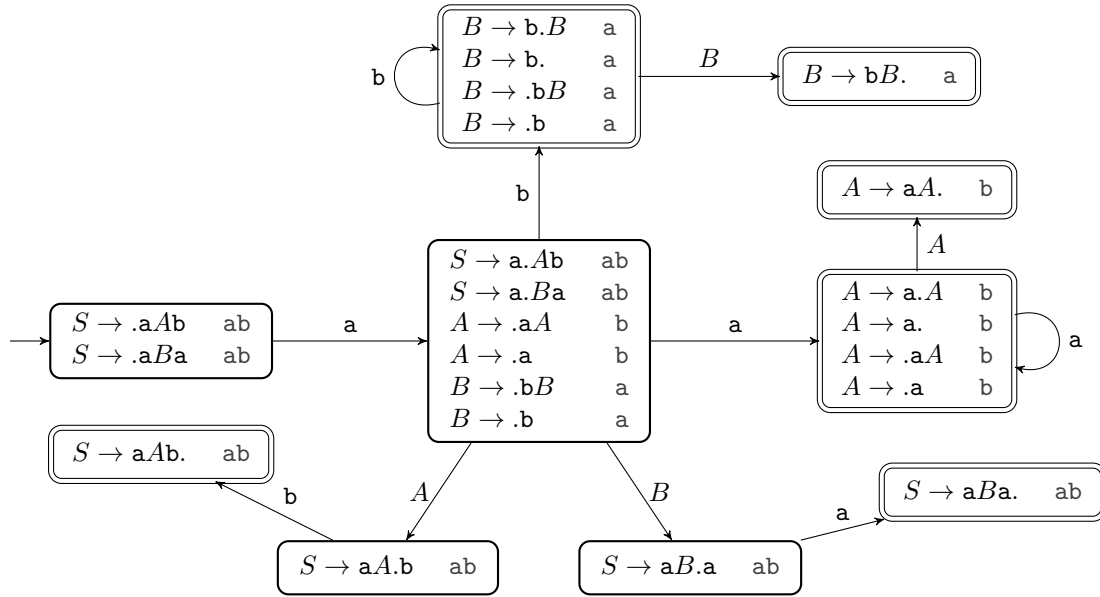 B → b.B a
B → b. a
B → .bB a
B → .b a
b
B
B → bB. a
b
A → aA. b
A
S → a.Ab ab
S → a.Ba ab
A → .aA b
A → .a b
B → .bB a
B → .b a
S → .aAb ab
S → .aBa ab
a
a
A → a.A b
A → a. b
A → .aA b
A → .a b
a
S → aAb. ab
b
A
B
a
S → aBa. ab
S → aA.b ab
S → aB.a ab